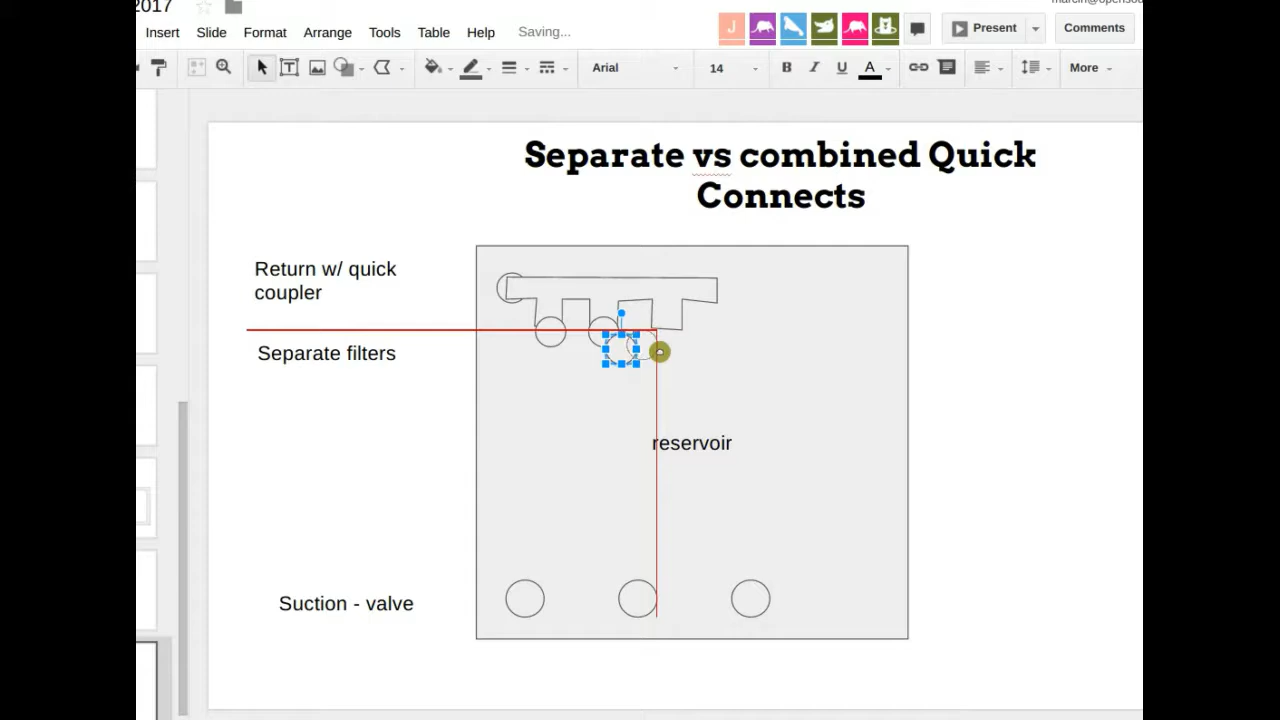 2017
Insert Slide Format Arrange Tools Table Help Saving...
J Present Comments
Arial 14 B I U A More
Separate vs combined Quick
Connects
Return w/ quick
coupler
Separate filters
reservoir
Suction - valve